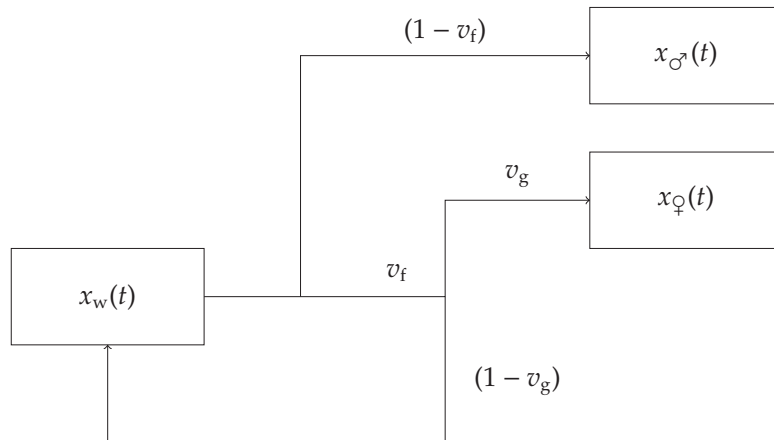 (1 − v_f)
x_♂(t)
v_g
x_♀(t)
v_f
x_w(t)
(1 − v_g)